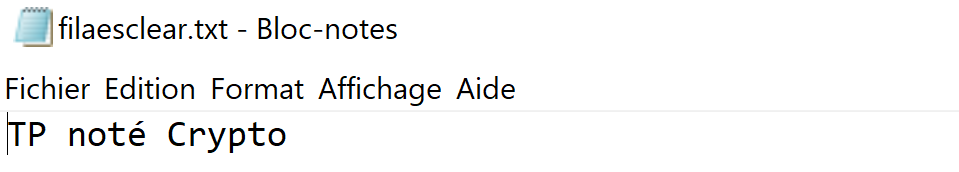 filaesclear.txt - Bloc-notes
Fichier Edition Format Affichage Aide
TP noté Crypto